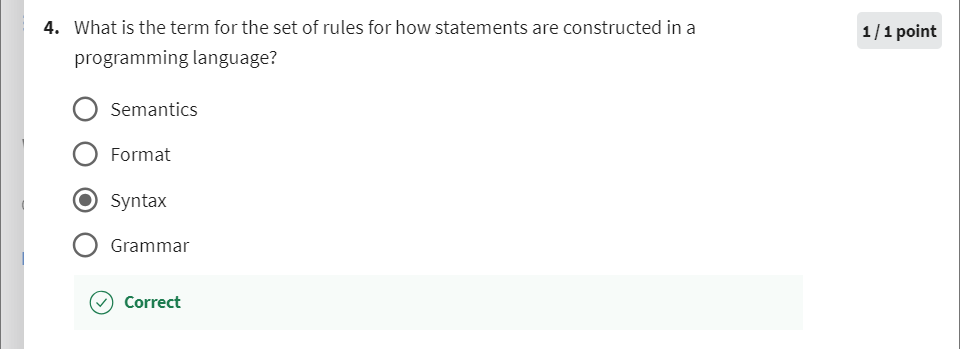 4. What is the term for the set of rules for how statements are constructed in a
programming language?
1 / 1 point
Semantics
Format
Syntax
Grammar
Correct